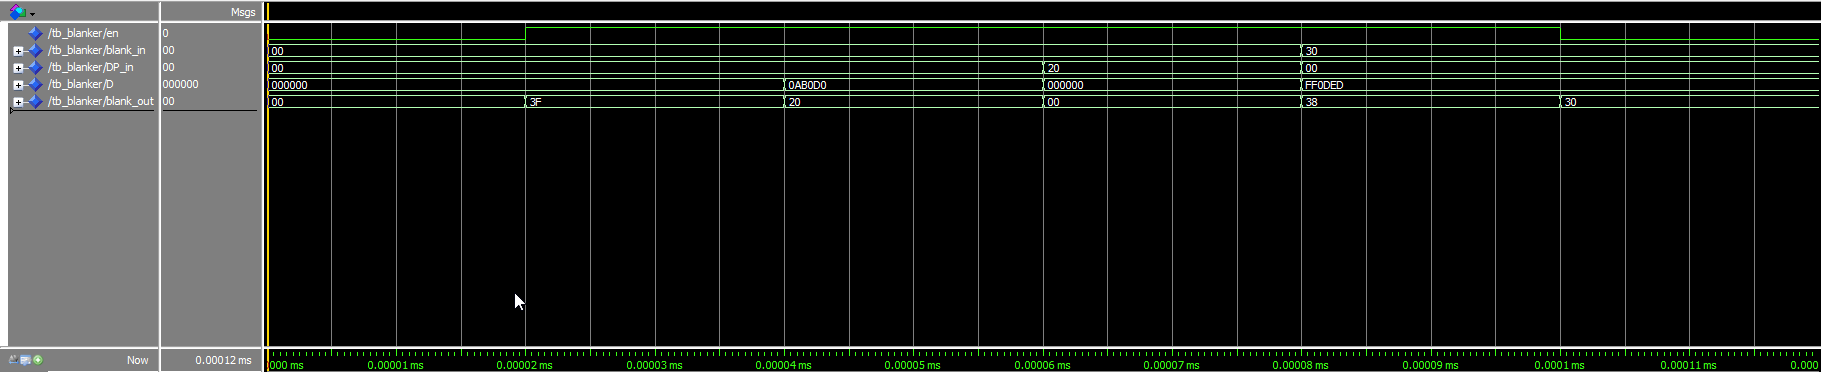 Msgs
/tb_blanker/en 0
/tb_blanker/blank_in 00 00 30
/tb_blanker/DP_in 00 00 20 00
/tb_blanker/D 000000 000000 0AB0D0 000000 FF0DED
/tb_blanker/blank_out 00 00 3F 20 00 38 30
Now 0.00012 ms 000 ms 0.00001 ms 0.00002 ms 0.00003 ms 0.00004 ms 0.00005 ms 0.00006 ms 0.00007 ms 0.00008 ms 0.00009 ms 0.0001 ms 0.00011 ms 0.000